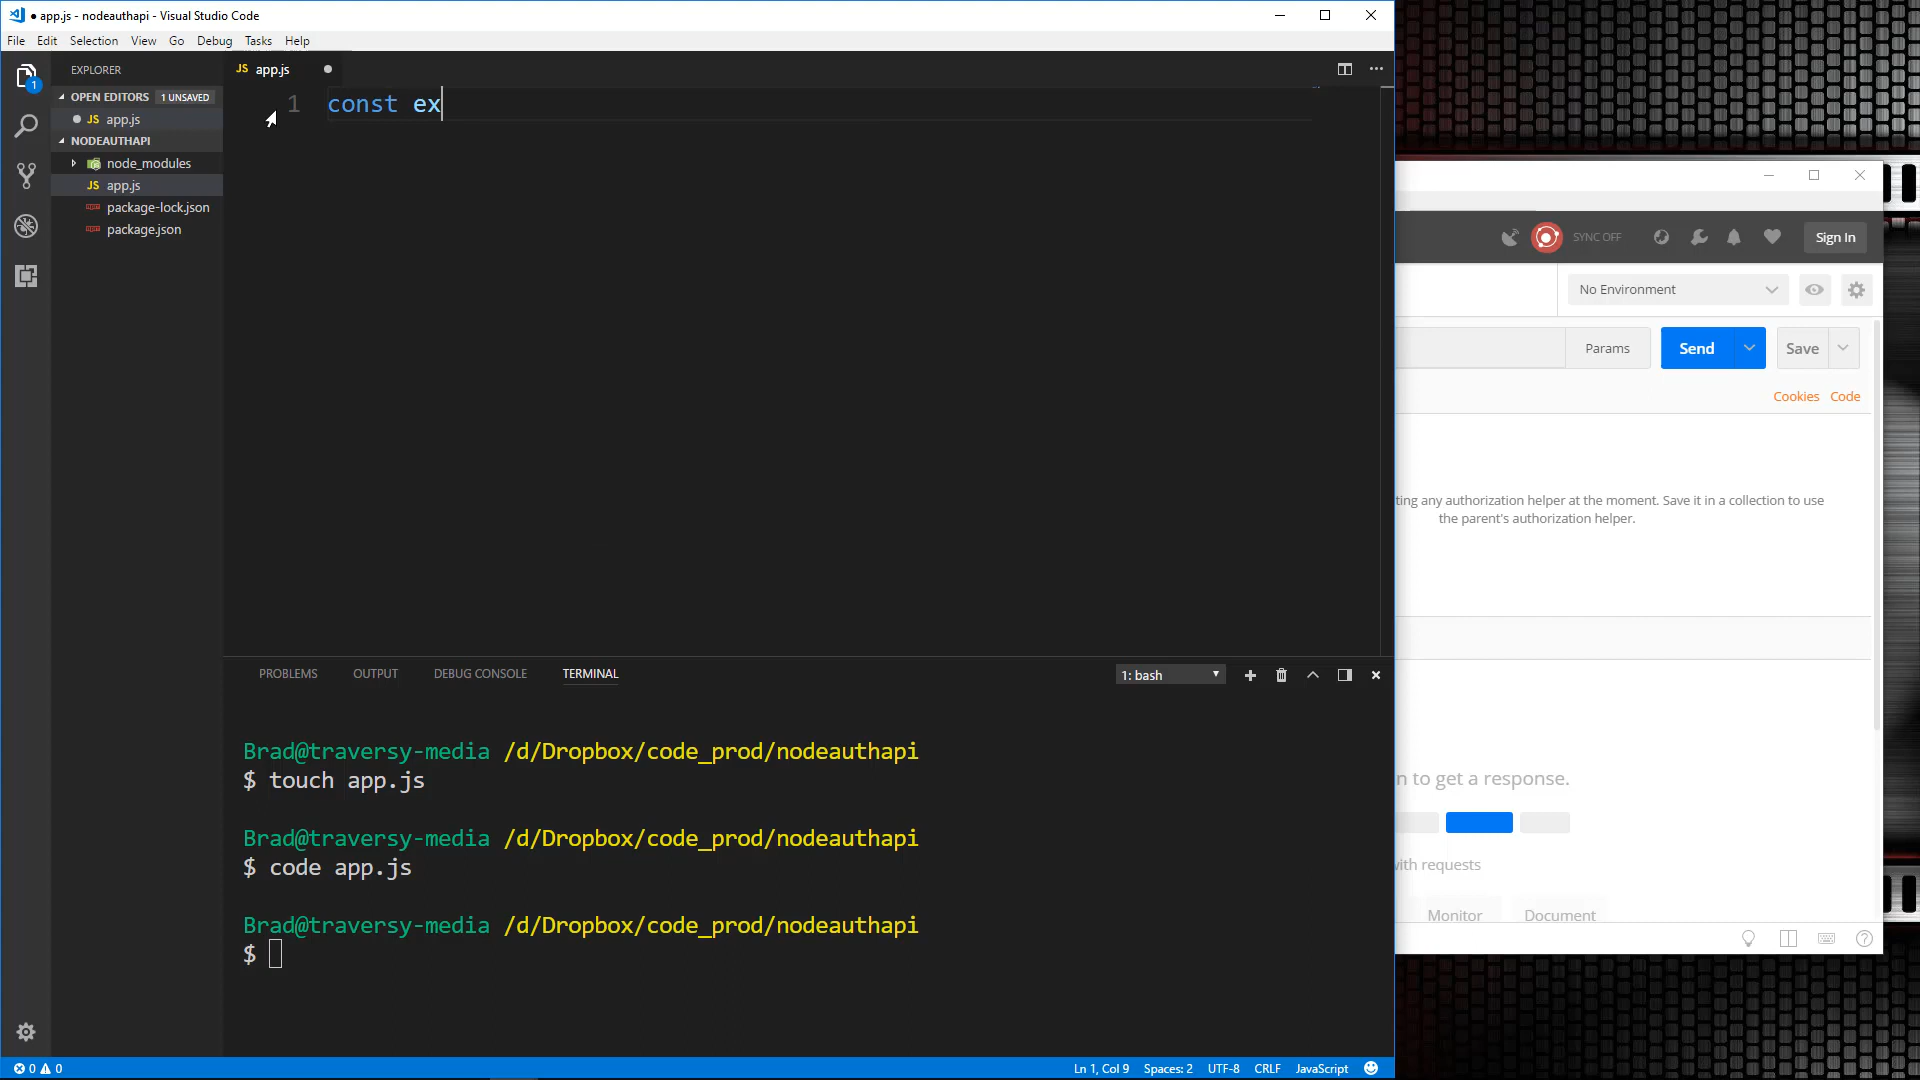 ● app.js - nodeauthapi - Visual Studio Code
File Edit Selection View Go Debug Tasks Help
EXPLORER
OPEN EDITORS 1 UNSAVED
JS app.js
NODEAUTHAPI
node_modules
JS app.js
package-lock.json
package.json
1
JS app.js
1 const ex
PROBLEMS OUTPUT DEBUG CONSOLE TERMINAL
1: bash
Brad@traversy-media /d/Dropbox/code_prod/nodeauthapi
$ touch app.js
Brad@traversy-media /d/Dropbox/code_prod/nodeauthapi
$ code app.js
Brad@traversy-media /d/Dropbox/code_prod/nodeauthapi
$
0 0
Ln 1, Col 9 Spaces: 2 UTF-8 CRLF JavaScript
SYNC OFF
Sign In
No Environment
Params Send Save
Cookies Code
ting any authorization helper at the moment. Save it in a collection to use
the parent's authorization helper.
n to get a response.
with requests
Monitor Document